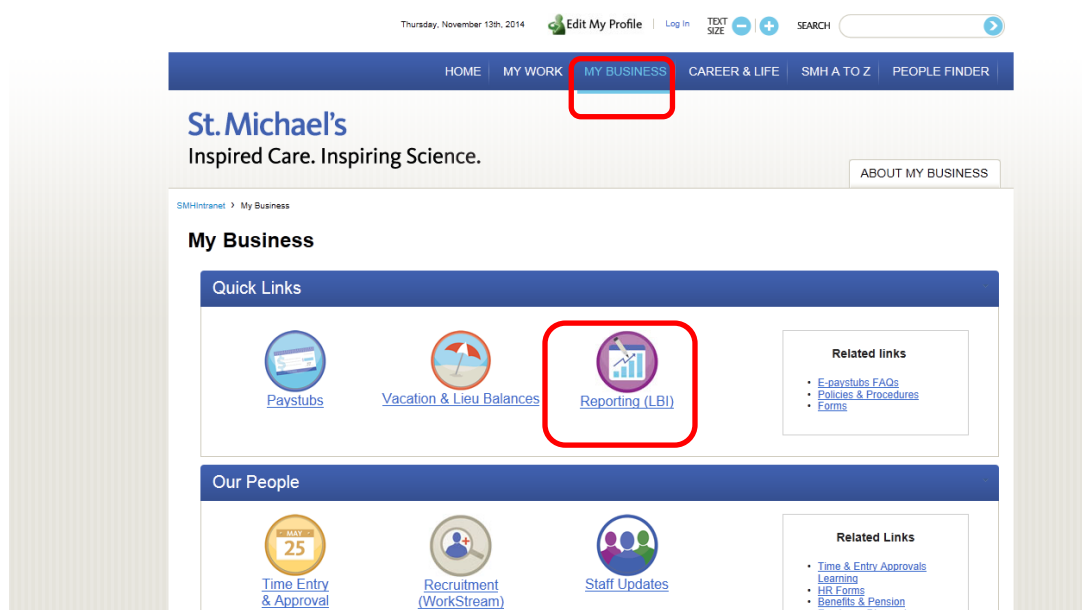 Thursday, November 13th, 2014
Edit My Profile
Log In
TEXT SIZE
SEARCH
HOME MY WORK MY BUSINESS CAREER & LIFE SMH A TO Z PEOPLE FINDER
St. Michael's
Inspired Care. Inspiring Science.
ABOUT MY BUSINESS
SMHIntranet > My Business
My Business
Quick Links
Paystubs
Vacation & Lieu Balances
Reporting (LBI)
Related links
• E-paystubs FAQs
• Policies & Procedures
• Forms
Our People
MAY
25
Time Entry
& Approval
Recruitment
(WorkStream)
Staff Updates
Related Links
• Time & Entry Approvals
Learning
• HR Forms
• Benefits & Pension